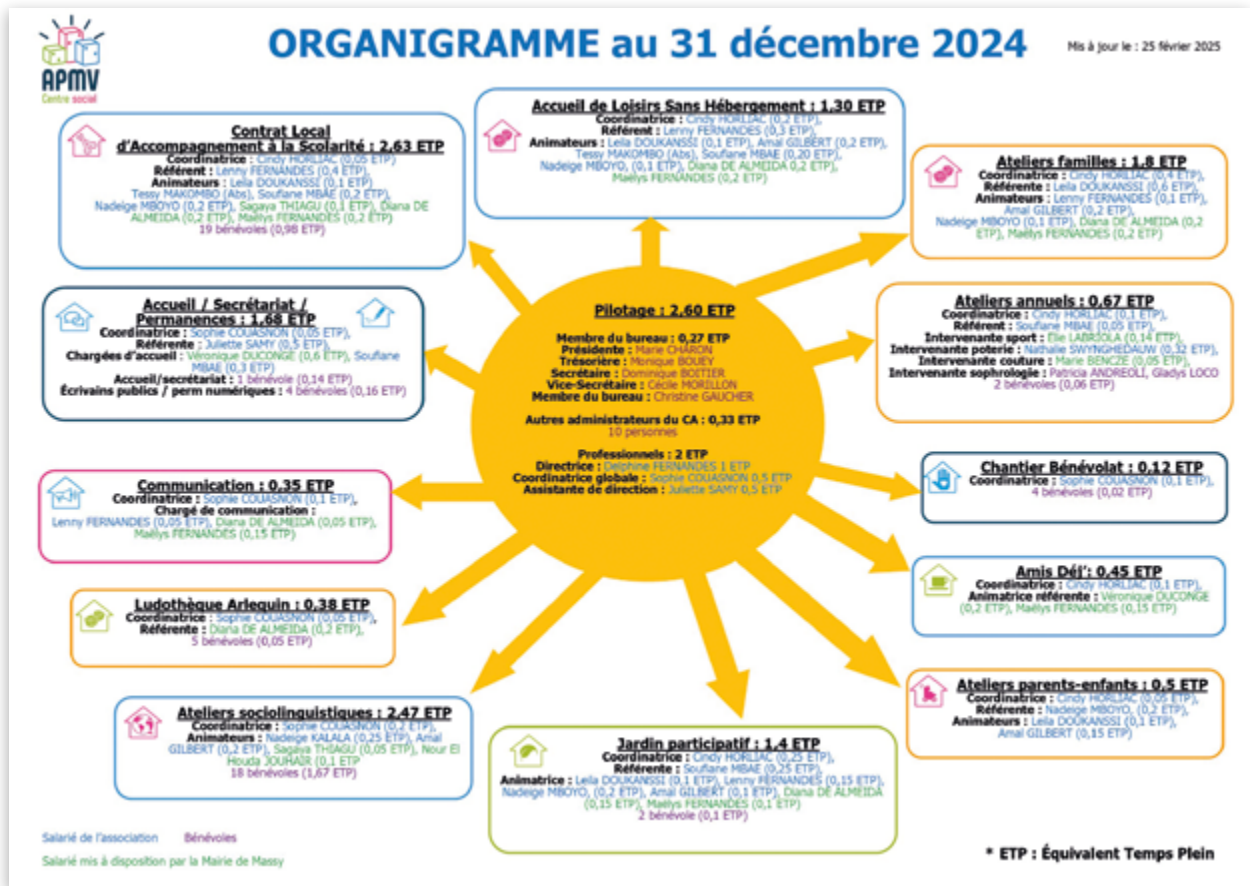 APMV
Centre social
ORGANIGRAMME au 31 décembre 2024
Mis à jour le : 25 février 2025
Contrat Local
d'Accompagnement à la Scolarité : 2,63 ETP
Coordinatrice : Cindy HORLIAC (0,05 ETP)
Référent : Lenny FERNANDES (0,4 ETP),
Animateurs : Leila DOUKANSSI (0,1 ETP)
Tessy MAKOMBO (Abs), Soufiane MBAE (0,2 ETP),
Nadeige MBOYO (0,2 ETP), Sagaya THIAGU (0,1 ETP), Diana DE
ALMEIDA (0,2 ETP), Maëlys FERNANDES (0,2 ETP)
19 bénévoles (0,98 ETP)
Accueil de Loisirs Sans Hébergement : 1,30 ETP
Coordinatrice : Cindy HORLIAC (0,2 ETP),
Référent : Lenny FERNANDES (0,3 ETP),
Animateurs : Leila DOUKANSSI (0,1 ETP), Amal GILBERT (0,2 ETP),
Tessy MAKOMBO (Abs), Soufiane MBAE (0,20 ETP),
Nadeige MBOYO, (0,1 ETP), Diana DE ALMEIDA 0,2 ETP),
Maëlys FERNANDES (0,2 ETP)
Ateliers familles : 1,8 ETP
Coordinatrice : Cindy HORLIAC (0,4 ETP),
Référente : Leila DOUKANSSI (0,6 ETP),
Animateurs : Lenny FERNANDES (0,1 ETP),
Amal GILBERT (0,2 ETP),
Nadeige MBOYO (0,1 ETP), Diana DE ALMEIDA (0,2
ETP), Maëlys FERNANDES (0,2 ETP)
Accueil / Secrétariat /
Permanences : 1,68 ETP
Coordinatrice : Sophie COUASNON (0,05 ETP),
Référente : Juliette SAMY (0,5 ETP),
Chargées d'accueil : Véronique DUCONGE (0,6 ETP), Soufiane
MBAE (0,3 ETP)
Accueil/secrétariat : 1 bénévole (0,14 ETP)
Écrivains publics / perm numériques : 4 bénévoles (0,16 ETP)
Pilotage : 2,60 ETP
Membre du bureau : 0,27 ETP
Présidente : Marie CHARON
Trésorière : Monique BOUEY
Secrétaire : Dominique BOITIER
Vice-Secrétaire : Cécile MORILLON
Membre du bureau : Christine GAUCHER
Autres administrateurs du CA : 0,33 ETP
10 personnes
Professionnels : 2 ETP
Directrice : Delphine FERNANDES 1 ETP
Coordinatrice globale : Sophie COUASNON 0,5 ETP
Assistante de direction : Juliette SAMY 0,5 ETP
Ateliers annuels : 0,67 ETP
Coordinatrice : Cindy HORLIAC (0,1 ETP),
Référent : Soufiane MBAE (0,05 ETP),
Intervenante sport : Elie LABRIOLA (0,14 ETP),
Intervenante poterie : Nathalie SWYNGHEDAUW (0,32 ETP),
Intervenante couture : Marie BENCZE (0,05 ETP),
Intervenante sophrologie : Patricia ANDREOLI, Gladys LOCO
2 bénévoles (0,06 ETP)
Communication : 0,35 ETP
Coordinatrice : Sophie COUASNON (0,1 ETP),
Chargé de communication :
Lenny FERNANDES (0,05 ETP), Diana DE ALMEIDA (0,05 ETP),
Maëlys FERNANDES (0,15 ETP)
Chantier Bénévolat : 0,12 ETP
Coordinatrice : Sophie COUASNON (0,1 ETP),
4 bénévoles (0,02 ETP)
Amis Déj': 0,45 ETP
Coordinatrice : Cindy HORLIAC (0,1 ETP),
Animatrice référente : Véronique DUCONGE
(0,2 ETP), Maëlys FERNANDES (0,15 ETP)
Ludothèque Arlequin : 0,38 ETP
Coordinatrice : Sophie COUASNON (0,05 ETP),
Référente : Diana DE ALMEIDA (0,2 ETP),
5 bénévoles (0,05 ETP)
Ateliers parents-enfants : 0,5 ETP
Coordinatrice : Cindy HORLIAC (0,05 ETP),
Référente : Nadeige MBOYO, (0,2 ETP),
Animateurs : Leila DOUKANSSI (0,1 ETP),
Amal GILBERT (0,15 ETP)
Ateliers sociolinguistiques : 2,47 ETP
Coordinatrice : Sophie COUASNON (0,2 ETP),
Animateurs : Nadeige KALALA (0,25 ETP), Amal
GILBERT (0,2 ETP), Sagaya THIAGU (0,05 ETP), Nour El
Houda JOUHAIR (0,1 ETP
18 bénévoles (1,67 ETP)
Jardin participatif : 1,4 ETP
Coordinatrice : Cindy HORLIAC (0,25 ETP),
Référente : Soufiane MBAE (0,25 ETP),
Animatrice : Leila DOUKANSSI (0,1 ETP), Lenny FERNANDES (0,15 ETP),
Nadeige MBOYO, (0,2 ETP), Amal GILBERT (0,1 ETP), Diana DE ALMEIDA
(0,15 ETP), Maëlys FERNANDES (0,1 ETP)
2 bénévole (0,1 ETP)
Salarié de l'association Bénévoles
Salarié mis à disposition par la Mairie de Massy
* ETP : Équivalent Temps Plein